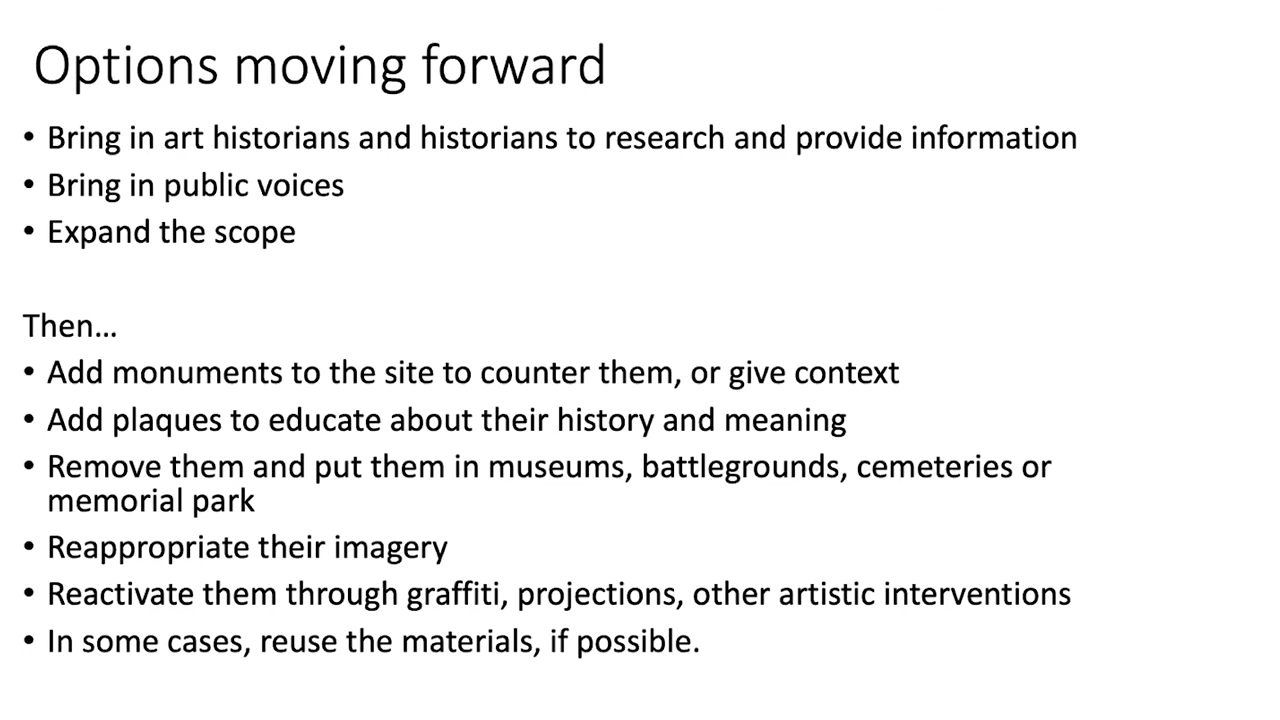 Options moving forward
• Bring in art historians and historians to research and provide information
• Bring in public voices
• Expand the scope
Then…
• Add monuments to the site to counter them, or give context
• Add plaques to educate about their history and meaning
• Remove them and put them in museums, battlegrounds, cemeteries or
memorial park
• Reappropriate their imagery
• Reactivate them through graffiti, projections, other artistic interventions
• In some cases, reuse the materials, if possible.